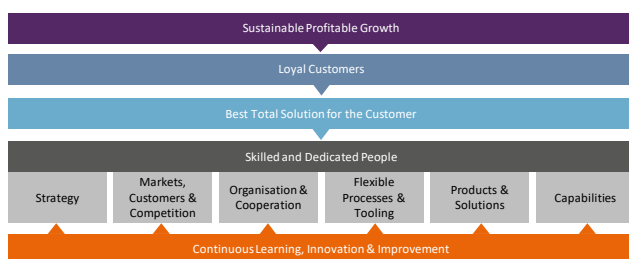 Sustainable Profitable Growth
Loyal Customers
Best Total Solution for the Customer
Skilled and Dedicated People
Strategy
Markets,
Customers &
Competition
Organisation &
Cooperation
Flexible
Processes &
Tooling
Products &
Solutions
Capabilities
Continuous Learning, Innovation & Improvement